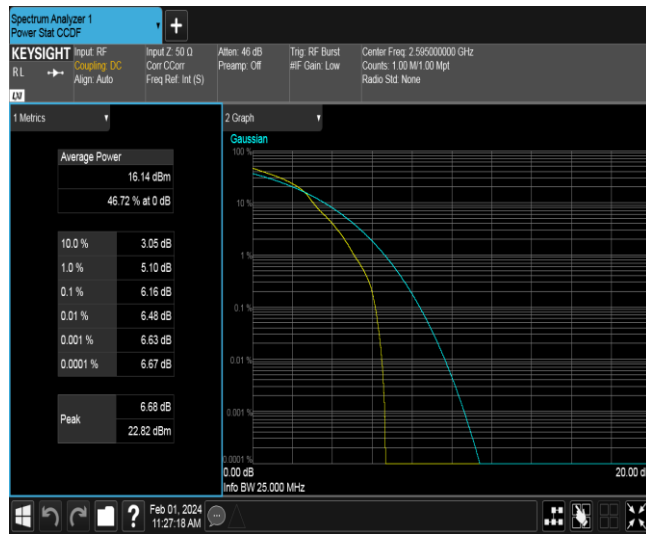 Spectrum Analyzer 1
Power Stat CCDF
+
KEYSIGHT
RL
LXI
Input: RF
Coupling: DC
Align: Auto
Input Z: 50 Ω
Corr CCorr
Freq Ref: Int (S)
Atten: 46 dB
Preamp: Off
Trig: RF Burst
#IF Gain: Low
Center Freq: 2.595000000 GHz
Counts: 1.00 M/1.00 Mpt
Radio Std: None
1 Metrics
Average Power
16.14 dBm
46.72 % at 0 dB
10.0 % 3.05 dB
1.0 % 5.10 dB
0.1 % 6.16 dB
0.01 % 6.48 dB
0.001 % 6.63 dB
0.0001 % 6.67 dB
Peak
6.68 dB
22.82 dBm
2 Graph
Gaussian
100 %
10 %
1 %
0.1 %
0.01 %
0.001 %
0.0001 %
0.00 dB 20.00 d
Info BW 25.000 MHz
?
Feb 01, 2024
11:27:18 AM